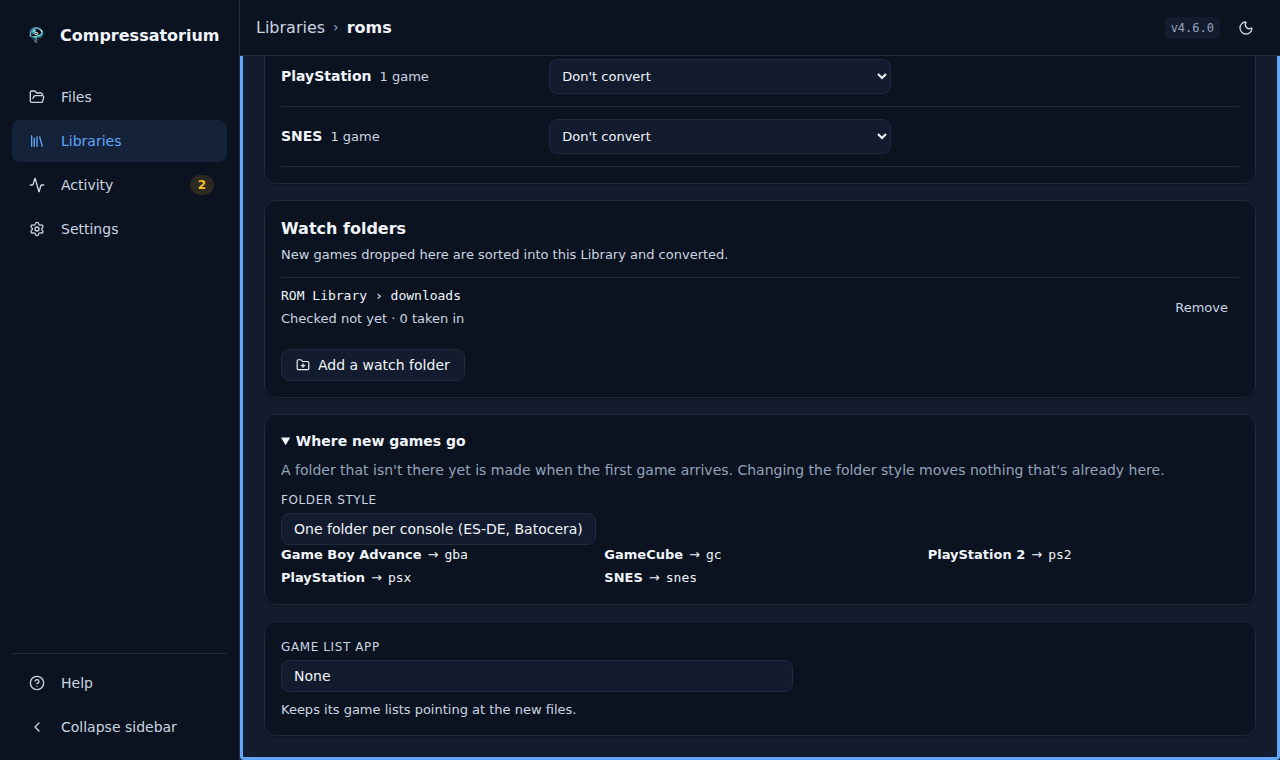 Compressatorium
Libraries › roms
v4.6.0
Files
Libraries
Activity 2
Settings
Help
Collapse sidebar
PlayStation 1 game Don't convert
SNES 1 game Don't convert
Watch folders
New games dropped here are sorted into this Library and converted.
ROM Library › downloads
Checked not yet · 0 taken in
Remove
Add a watch folder
▼ Where new games go
A folder that isn't there yet is made when the first game arrives. Changing the folder style moves nothing that's already here.
FOLDER STYLE
One folder per console (ES-DE, Batocera)
Game Boy Advance → gba GameCube → gc PlayStation 2 → ps2
PlayStation → psx SNES → snes
GAME LIST APP
None
Keeps its game lists pointing at the new files.